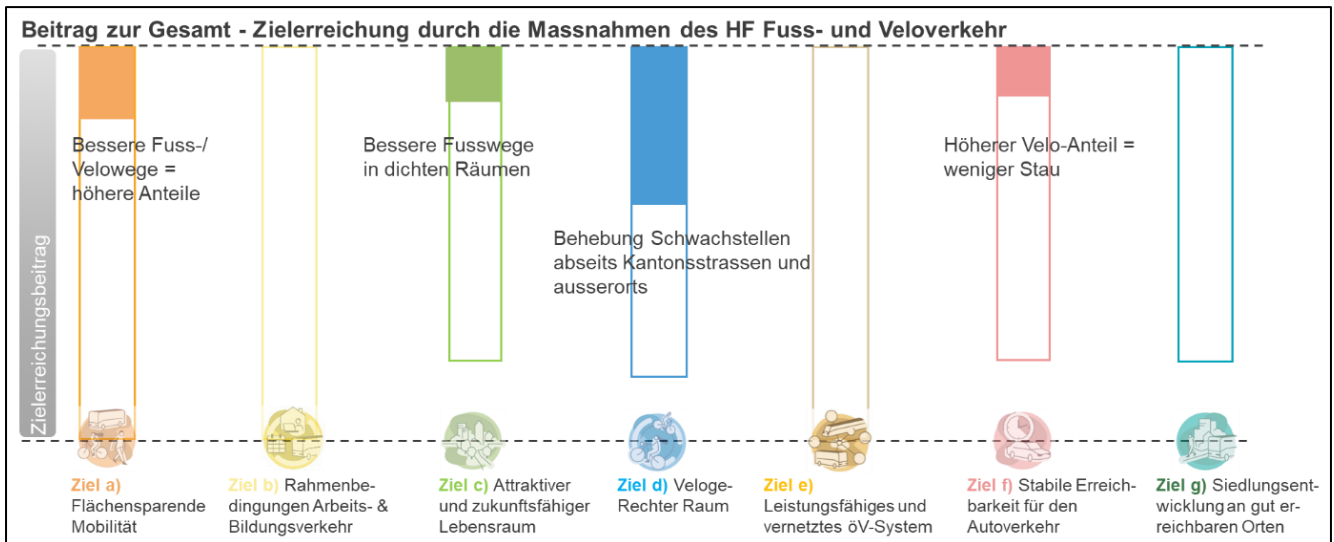 Beitrag zur Gesamt - Zielerreichung durch die Massnahmen des HF Fuss- und Veloverkehr
Zielerreichungsbeitrag
Bessere Fuss-/
Velowege =
höhere Anteile
Bessere Fusswege
in dichten Räumen
Behebung Schwachstellen
abseits Kantonsstrassen und
ausserorts
Höherer Velo-Anteil =
weniger Stau
Ziel a)
Flächensparende
Mobilität
Ziel b) Rahmenbe-
dingungen Arbeits- &
Bildungsverkehr
Ziel c) Attraktiver
und zukunftsfähiger
Lebensraum
Ziel d) Veloge-
Rechter Raum
Ziel e)
Leistungsfähiges und
vernetztes öV-System
Ziel f) Stabile Erreich-
barkeit für den
Autoverkehr
Ziel g) Siedlungsent-
wicklung an gut er-
reichbaren Orten